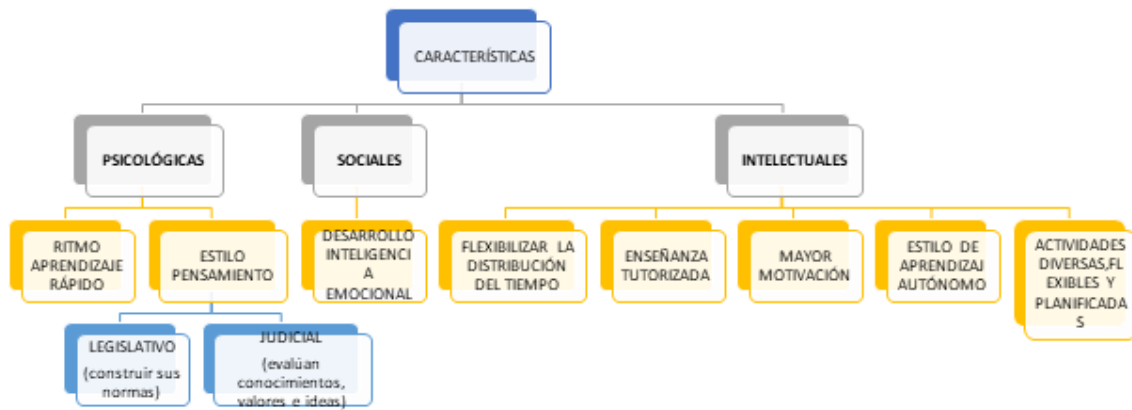 CARACTERÍSTICAS
PSICOLÓGICAS
SOCIALES
INTELECTUALES
RITMO
APRENDIZAJE
RÁPIDO
ESTILO
PENSAMIENTO
DESARROLLO
INTELIGENCI
A
EMOCIONAL
FLEXIBILIZAR LA
DISTRIBUCIÓN
DEL TIEMPO
ENSEÑANZA
TUTORIZADA
MAYOR
MOTIVACIÓN
ESTILO DE
APRENDIZAJ
AUTÓNOMO
ACTIVIDADES
DIVERSAS,FL
EXIBLES Y
PLANIFICADA
S
LEGISLATIVO
(construir sus
normas)
JUDICIAL
(evalúan
conocimientos,
valores e ideas)